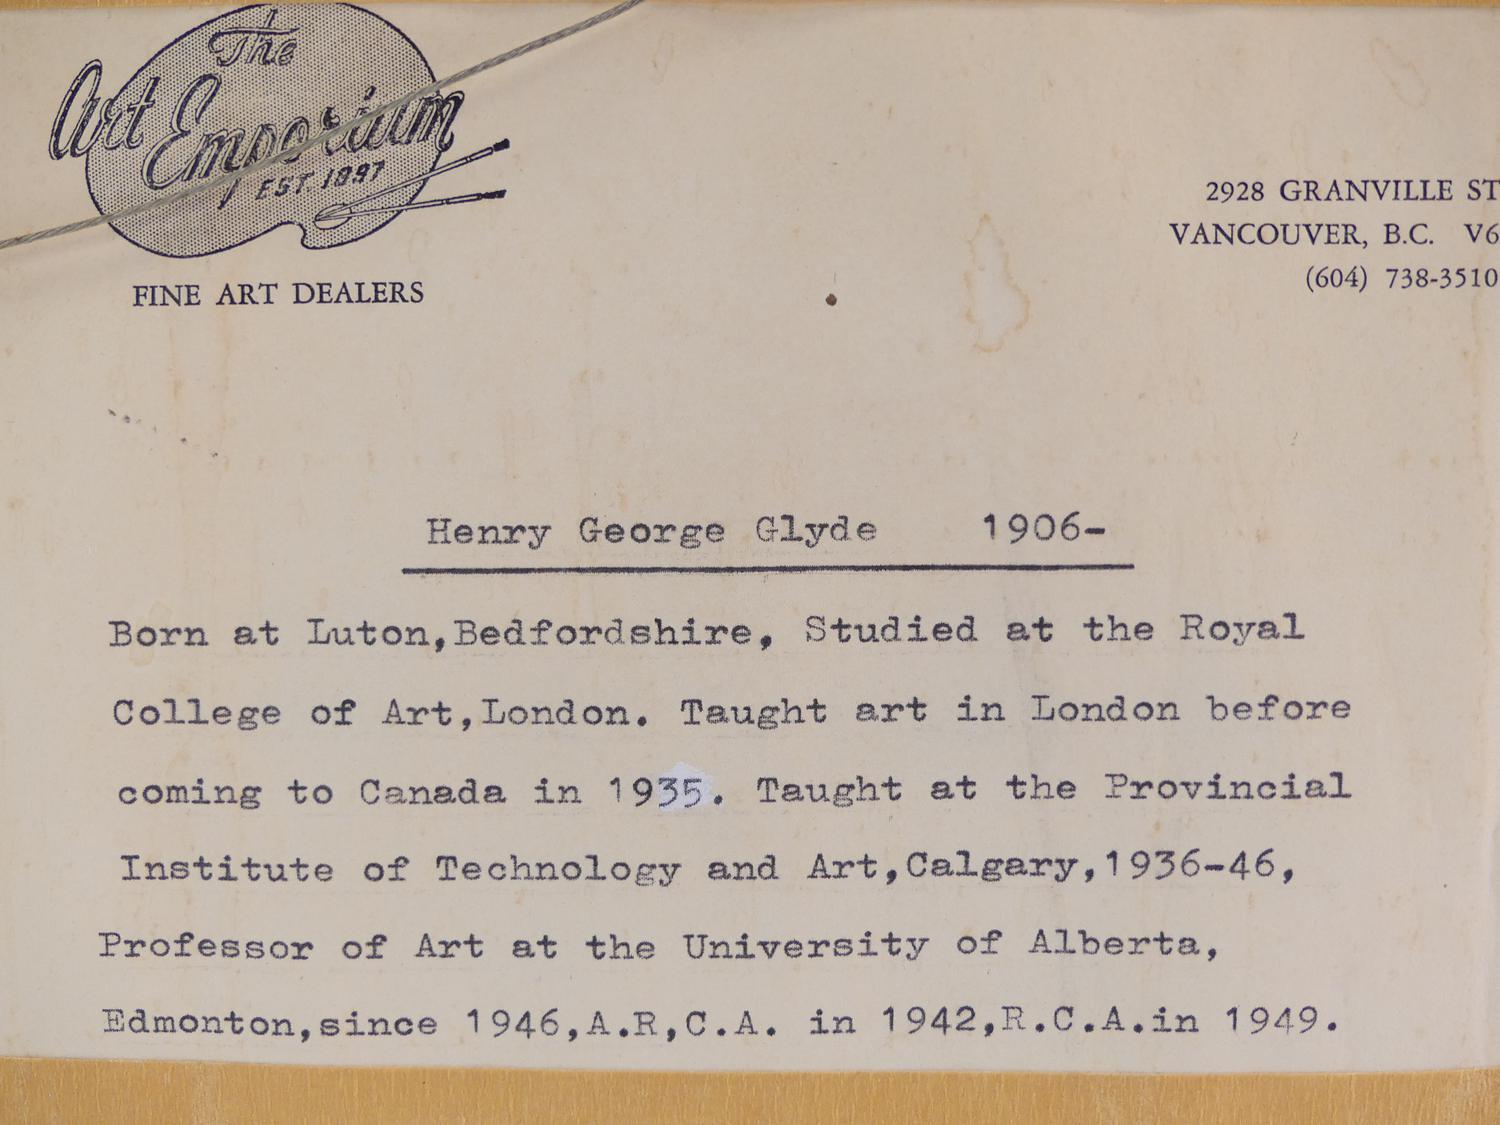 The
Art Emporium
EST 1897
FINE ART DEALERS
2928 GRANVILLE ST
VANCOUVER, B.C. V6
(604) 738-3510
Henry George Glyde 1906-
Born at Luton,Bedfordshire, Studied at the Royal
College of Art,London. Taught art in London before
coming to Canada in 1935. Taught at the Provincial
Institute of Technology and Art,Calgary,1936-46,
Professor of Art at the University of Alberta,
Edmonton,since 1946,A.R,C.A. in 1942,R.C.A.in 1949.